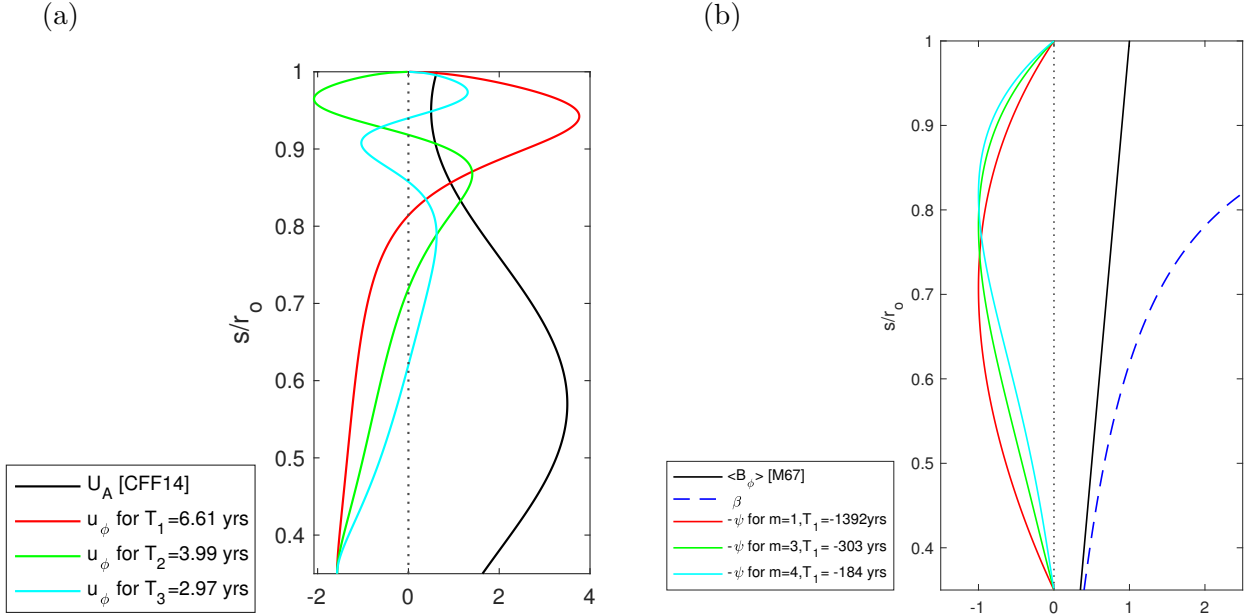 (a)
1
0.9
0.8
0.7
0.6
0.5
0.4
s/r_o
-2
0
2
4
U_A [CFF14]
u_ϕ for T_1=6.61 yrs
u_ϕ for T_2=3.99 yrs
u_ϕ for T_3=2.97 yrs
(b)
1
0.9
0.8
0.7
0.6
0.5
0.4
s/r_o
-1
0
1
2
<B_ϕ> [M67]
β
-ψ for m=1,T_1=-1392yrs
-ψ for m=3,T_1= -303 yrs
-ψ for m=4,T_1= -184 yrs